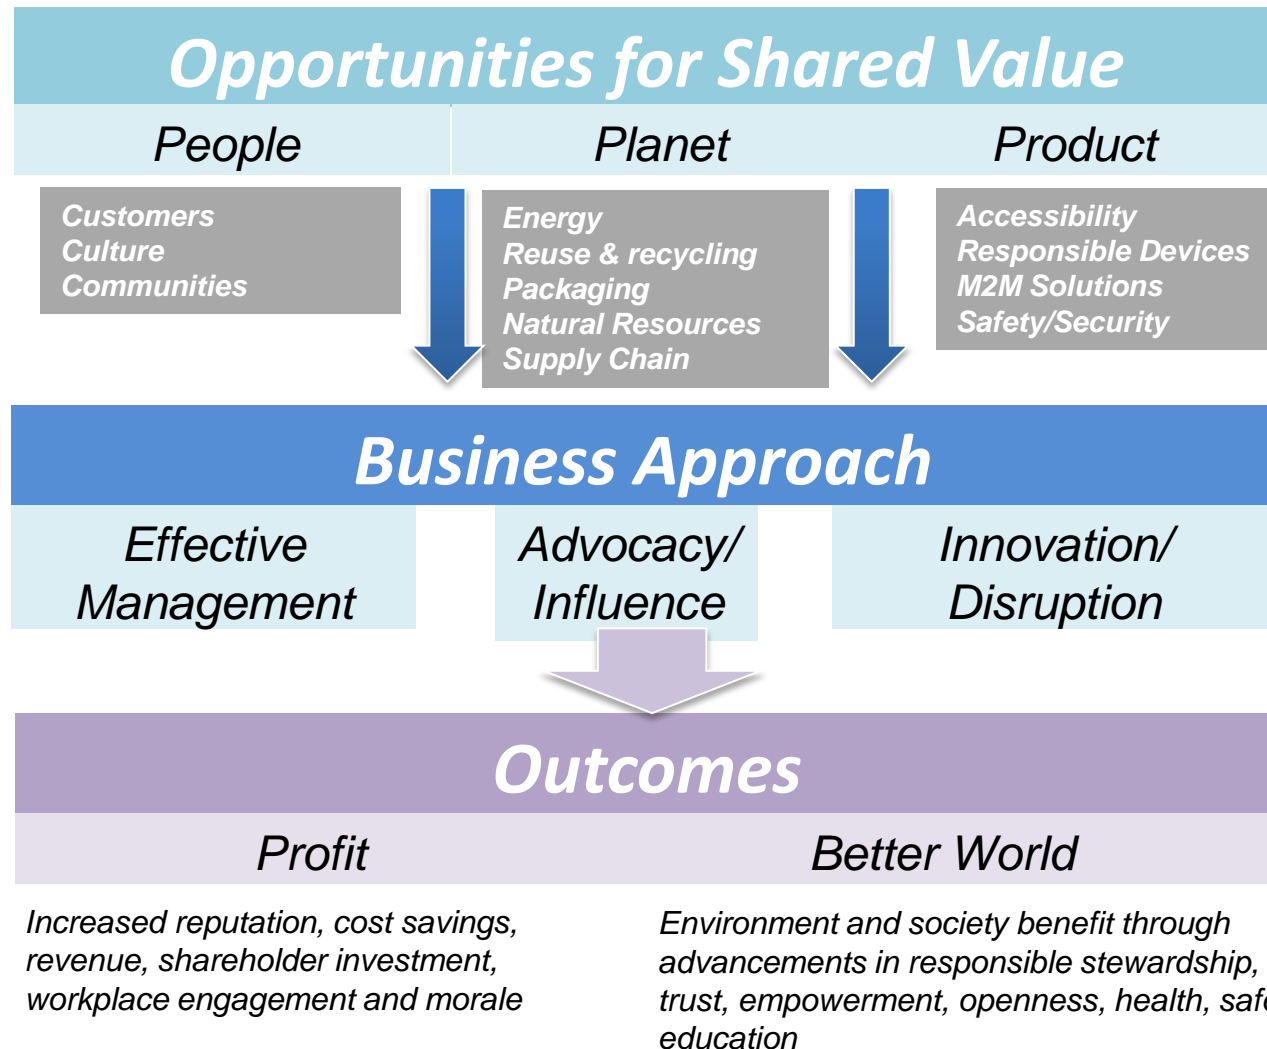 Opportunities for Shared Value
People Planet Product
Customers
Culture
Communities
Energy
Reuse & recycling
Packaging
Natural Resources
Supply Chain
Accessibility
Responsible Devices
M2M Solutions
Safety/Security
Business Approach
Effective
Management
Advocacy/
Influence
Innovation/
Disruption
Outcomes
Profit Better World
Increased reputation, cost savings,
revenue, shareholder investment,
workplace engagement and morale
Environment and society benefit through
advancements in responsible stewardship,
trust, empowerment, openness, health,
education